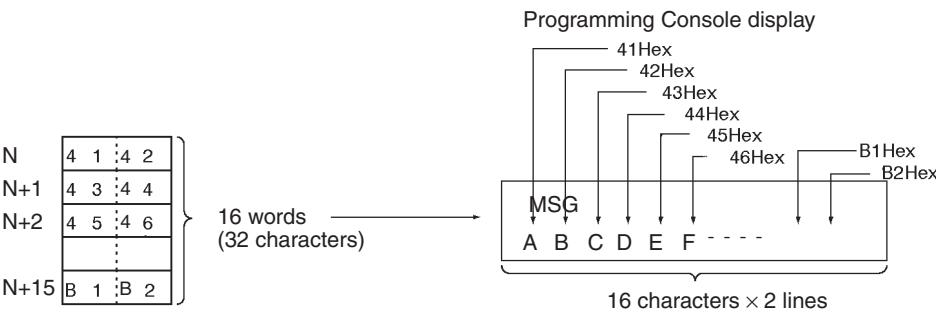 Programming Console display
41Hex
42Hex
43Hex
44Hex
45Hex
46Hex
B1Hex
B2Hex
N 4 1 4 2
N+1 4 3 4 4
N+2 4 5 4 6
N+15 B 1 B 2
16 words
(32 characters)
MSG
A B C D E F - - - -
16 characters × 2 lines